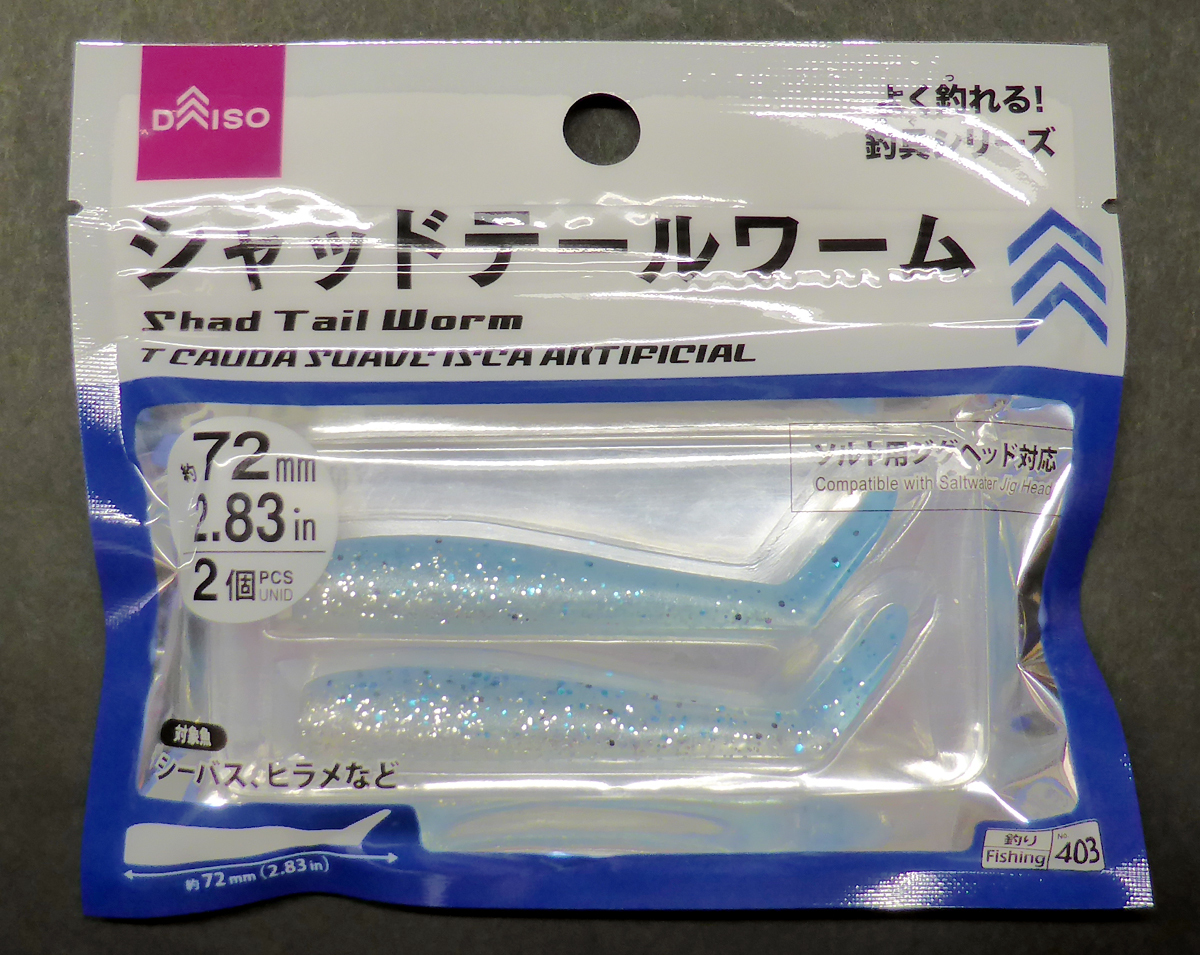 DAISO
よく釣れる!
釣具シリーズ
シャッドテールワーム
Shad Tail Worm
T CAUDA SUAVE ISCA ARTIFICIAL
約72mm
2.83in
2個 PCS UNID
ソルト用ジグヘッド対応
Compatible with Saltwater Jig Head
対象魚
シーバス、ヒラメなど
約72mm (2.83in)
釣り
Fishing
No. 403